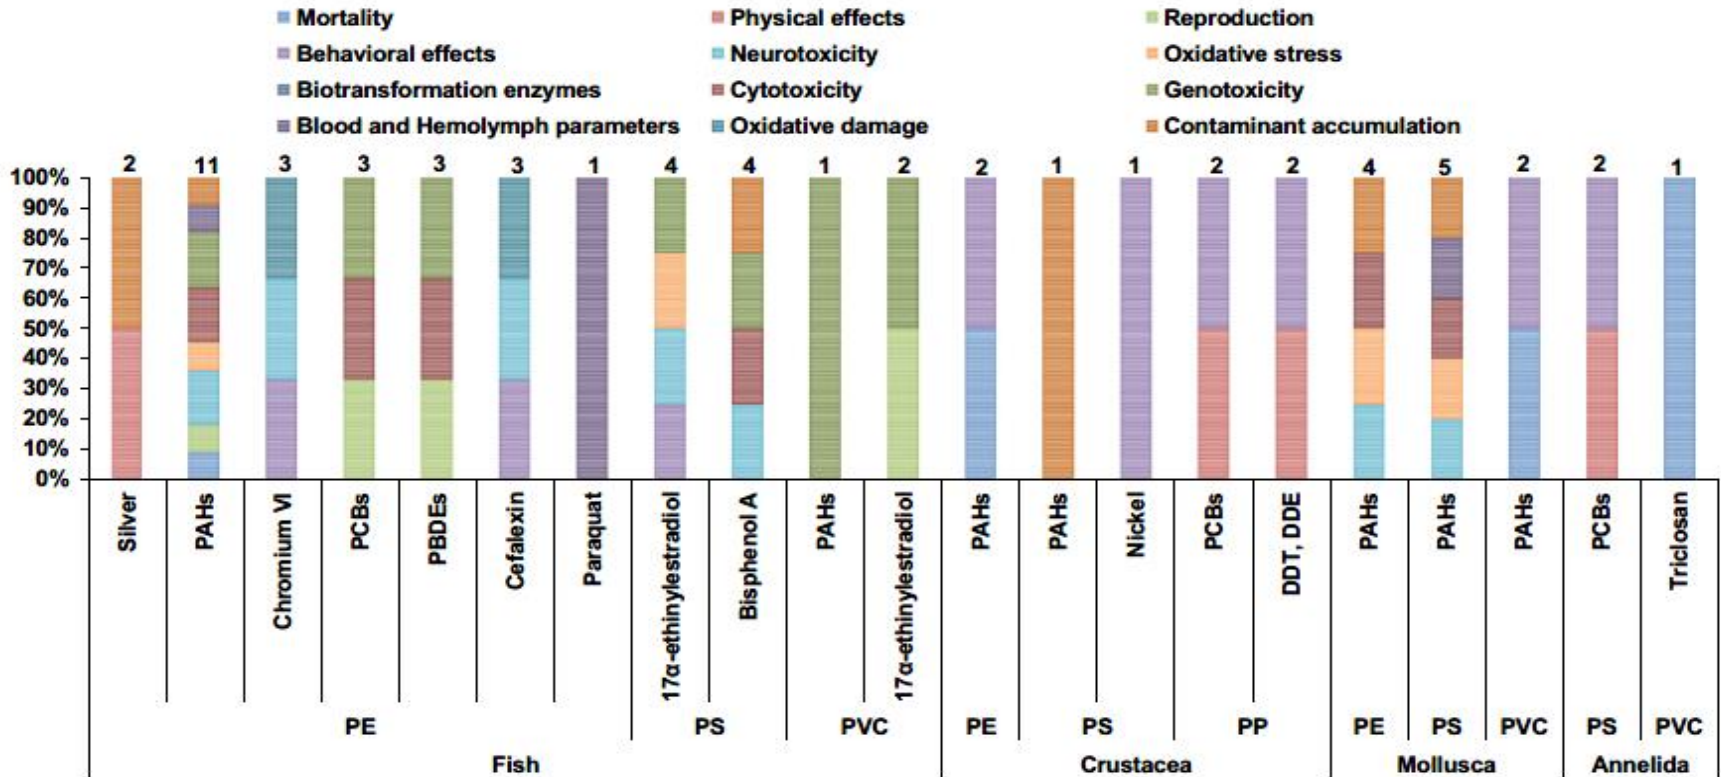 Mortality Physical effects Reproduction
Behavioral effects Neurotoxicity Oxidative stress
Biotransformation enzymes Cytotoxicity Genotoxicity
Blood and Hemolymph parameters Oxidative damage Contaminant accumulation
2 11 3 3 3 3 1 4 4 1 2 2 1 1 2 2 4 5 2 2 1
100%
90%
80%
70%
60%
50%
40%
30%
20%
10%
0%
Silver
PAHs
Chromium VI
PCBs
PBDEs
Cefalexin
Paraquat
17α-ethinylestradiol
Bisphenol A
PAHs
17α-ethinylestradiol
PAHs
PAHs
Nickel
PCBs
DDT, DDE
PAHs
PAHs
PAHs
PCBs
Triclosan
PE PS PVC PE PS PP PE PS PVC PS PVC
Fish Crustacea Mollusca Annelida